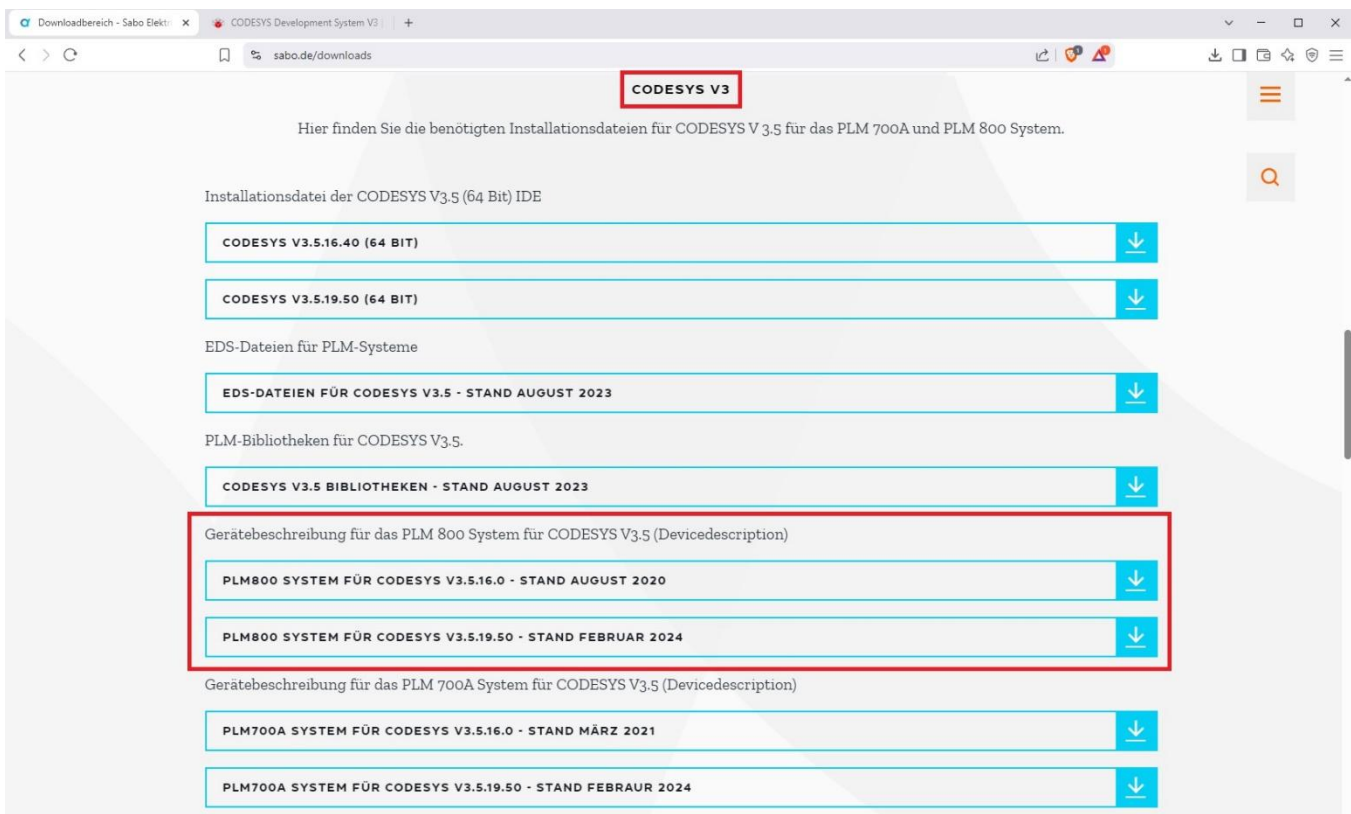 Downloadbereich - Sabo Elektr
CODESYS Development System V3
sabo.de/downloads
CODESYS V3
Hier finden Sie die benötigten Installationsdateien für CODESYS V 3.5 für das PLM 700A und PLM 800 System.
Installationsdatei der CODESYS V3.5 (64 Bit) IDE
CODESYS V3.5.16.40 (64 BIT)
CODESYS V3.5.19.50 (64 BIT)
EDS-Dateien für PLM-Systeme
EDS-DATEIEN FÜR CODESYS V3.5 - STAND AUGUST 2023
PLM-Bibliotheken für CODESYS V3.5.
CODESYS V3.5 BIBLIOTHEKEN - STAND AUGUST 2023
Gerätebeschreibung für das PLM 800 System für CODESYS V3.5 (Devicedescription)
PLM800 SYSTEM FÜR CODESYS V3.5.16.0 - STAND AUGUST 2020
PLM800 SYSTEM FÜR CODESYS V3.5.19.50 - STAND FEBRUAR 2024
Gerätebeschreibung für das PLM 700A System für CODESYS V3.5 (Devicedescription)
PLM700A SYSTEM FÜR CODESYS V3.5.16.0 - STAND MÄRZ 2021
PLM700A SYSTEM FÜR CODESYS V3.5.19.50 - STAND FEBRAUR 2024